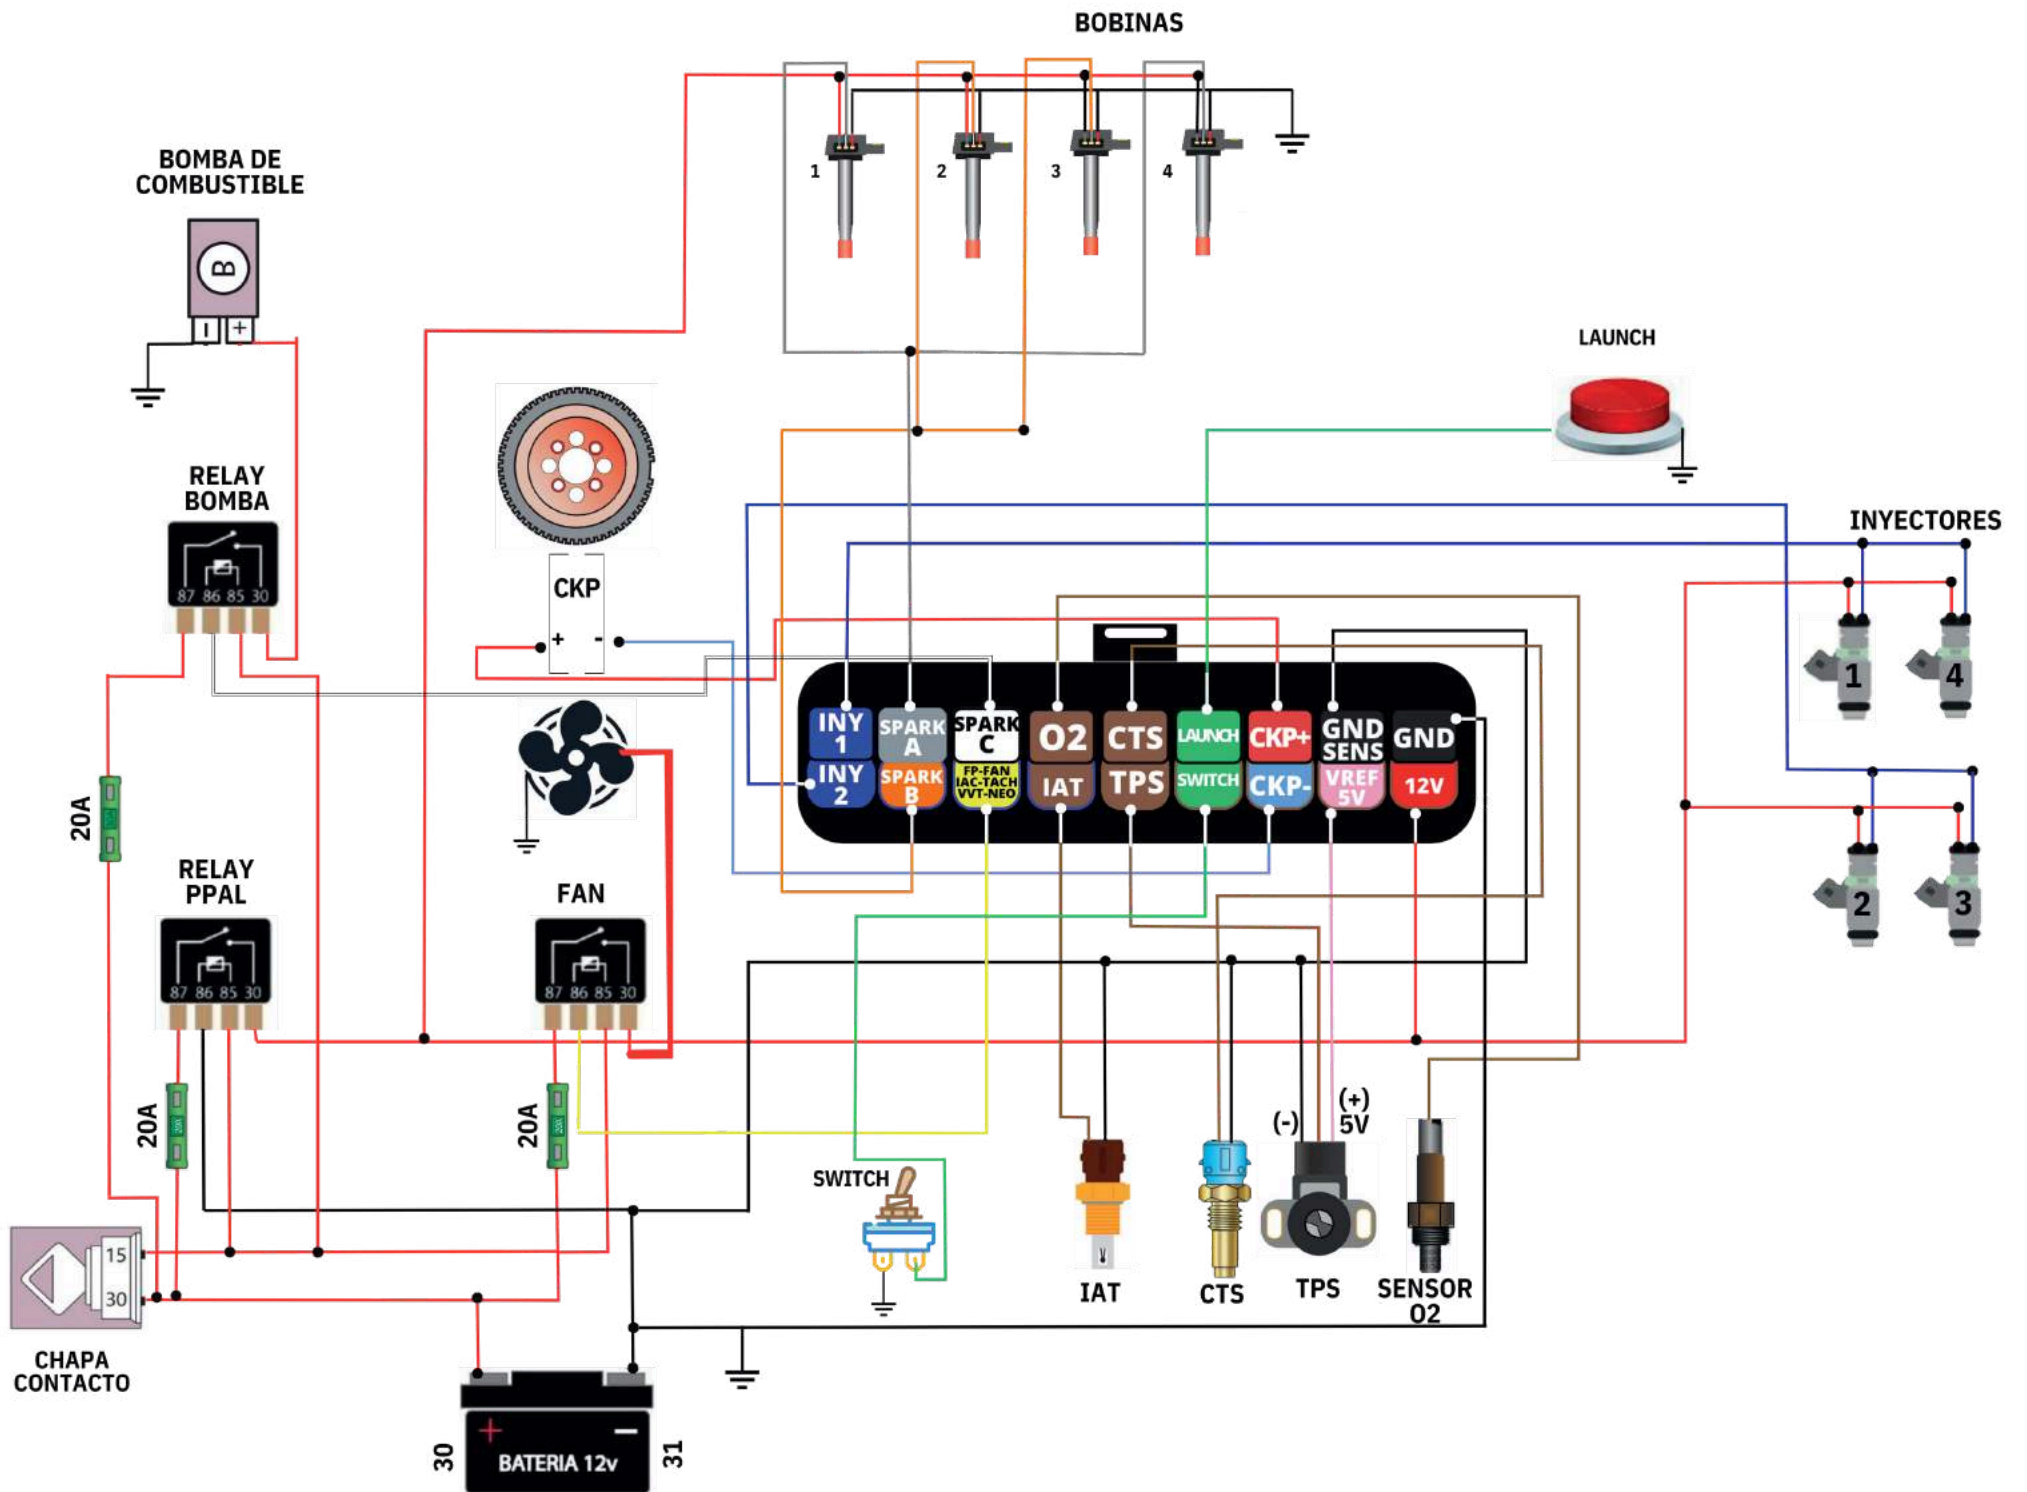 BOBINAS
BOMBA DE
COMBUSTIBLE
B
- +
1
2
3
4
LAUNCH
RELAY
BOMBA
87 86 85 30
CKP
+ -
INYECTORES
1
4
2
3
INY
1
SPARK
A
SPARK
C
O2
CTS
LAUNCH
CKP+
GND
SENS
GND
INY
2
SPARK
B
FP-FAN
IAC-TACH
VVT-NEO
IAT
TPS
SWITCH
CKP-
VREF
5V
12V
20A
RELAY
PPAL
87 86 85 30
FAN
87 86 85 30
20A
20A
(-)
(+)
5V
SWITCH
IAT
CTS
TPS
SENSOR
O2
15
30
CHAPA
CONTACTO
30
+ -
BATERIA 12v
31